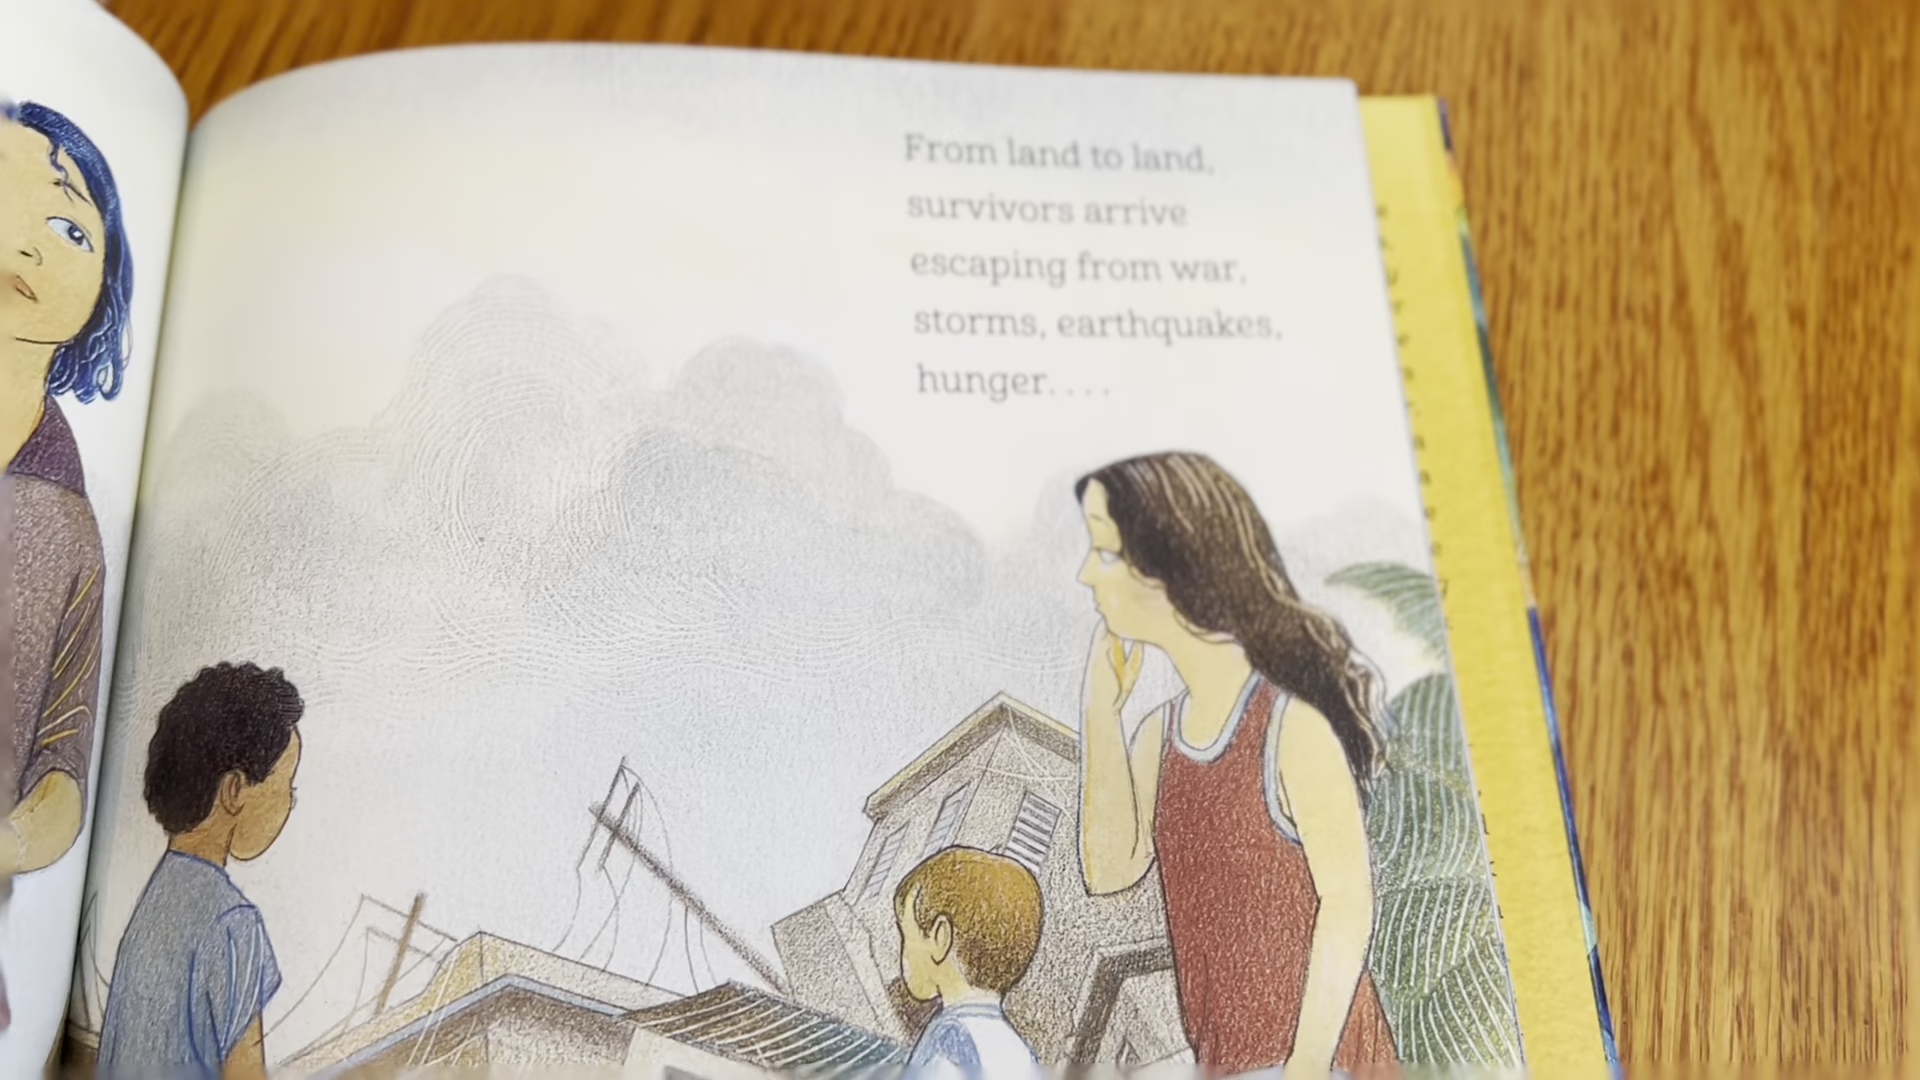 From land to land,
survivors arrive
escaping from war,
storms, earthquakes,
hunger. . . .